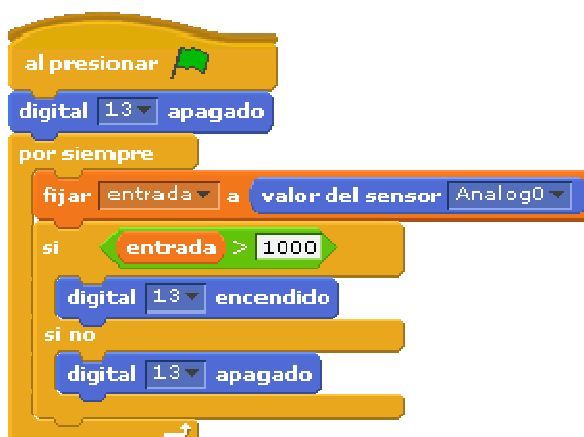 al presionar
digital 13 apagado
por siempre
fijar entrada a valor del sensor Analog0
si entrada > 1000
digital 13 encendido
si no
digital 13 apagado